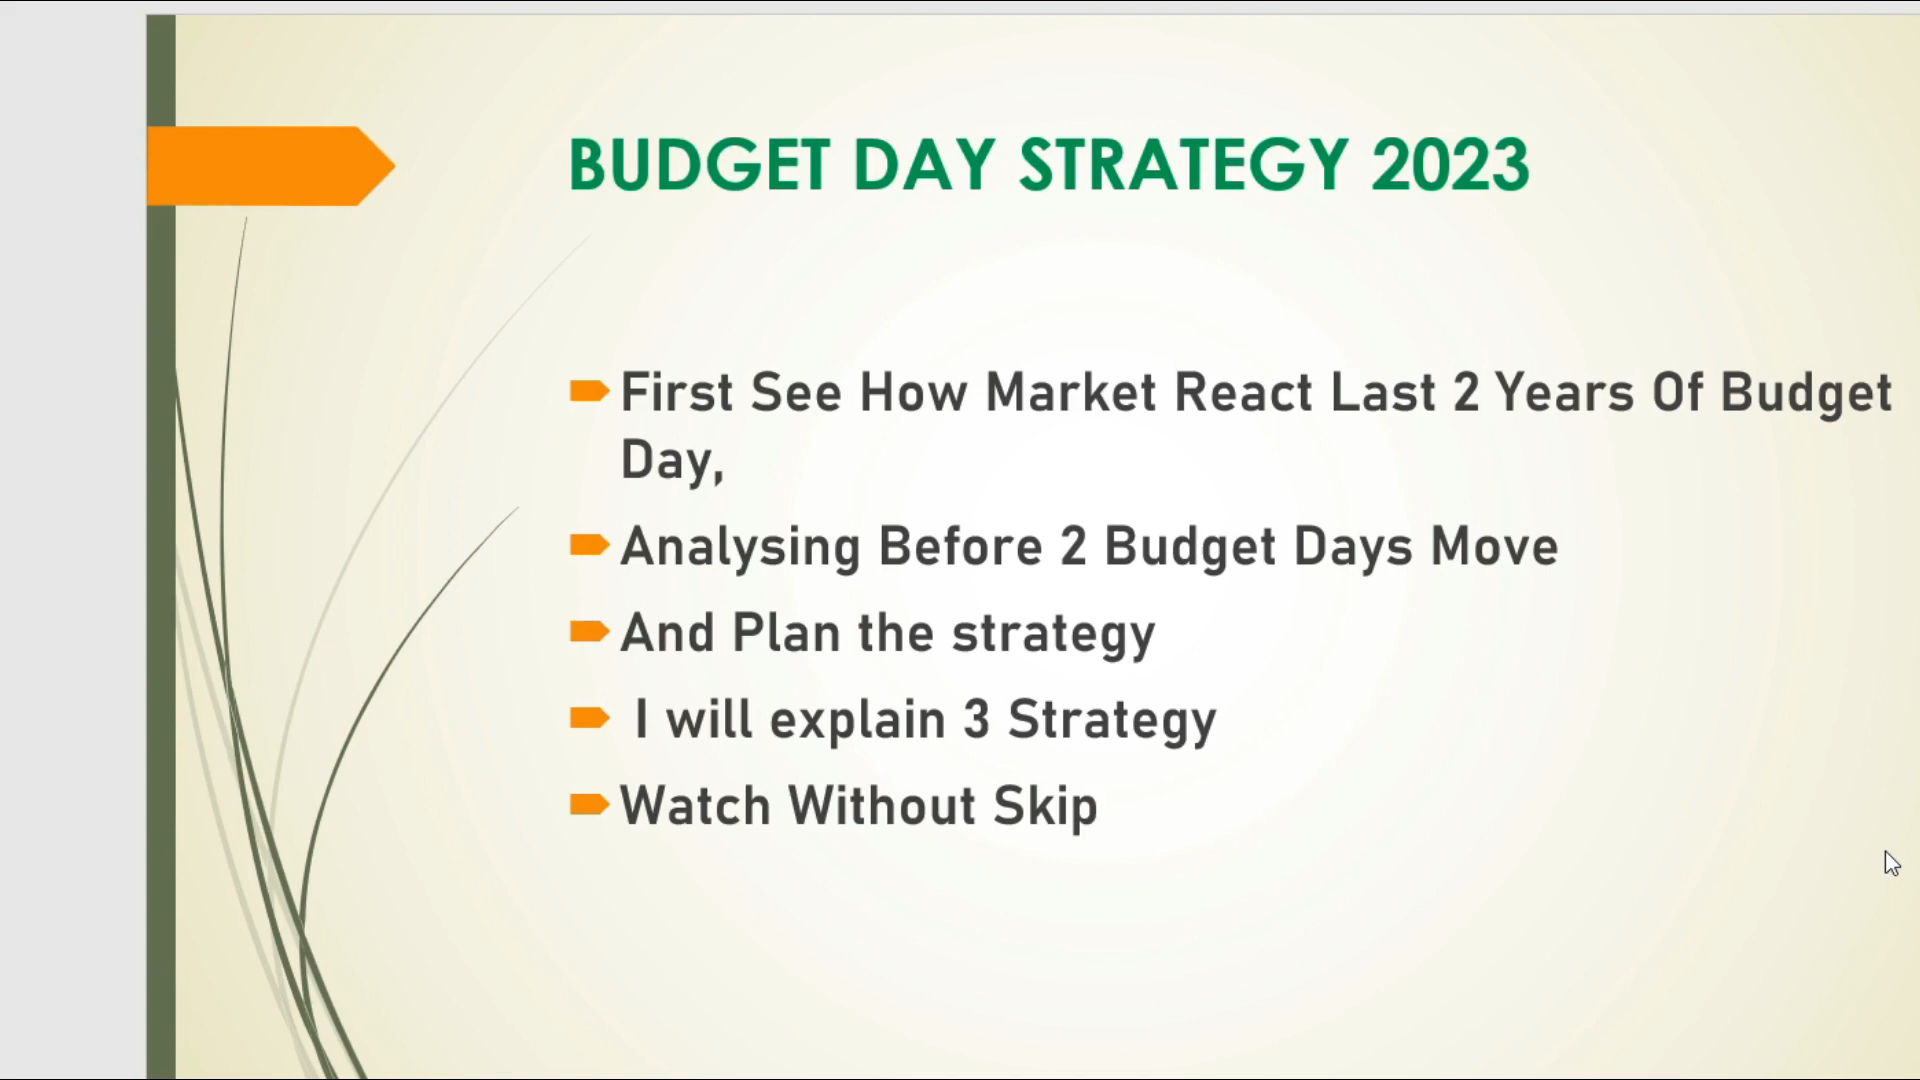 BUDGET DAY STRATEGY 2023
First See How Market React Last 2 Years Of Budget
Day,
Analysing Before 2 Budget Days Move
And Plan the strategy
I will explain 3 Strategy
Watch Without Skip